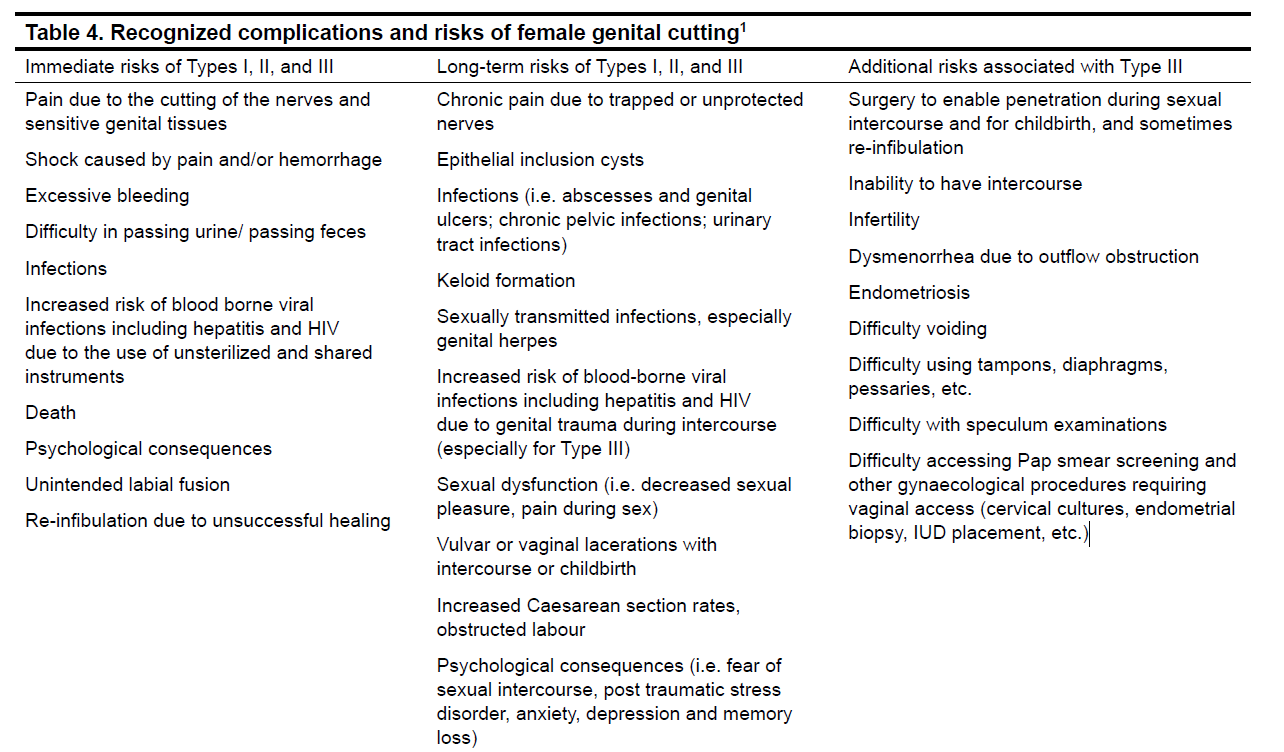 Table 4. Recognized complications and risks of female genital cutting1
Immediate risks of Types I, II, and III
Pain due to the cutting of the nerves and
sensitive genital tissues
Shock caused by pain and/or hemorrhage
Excessive bleeding
Difficulty in passing urine/ passing feces
Infections
Increased risk of blood borne viral
infections including hepatitis and HIV
due to the use of unsterilized and shared
instruments
Death
Psychological consequences
Unintended labial fusion
Re-infibulation due to unsuccessful healing
Long-term risks of Types I, II, and III
Chronic pain due to trapped or unprotected
nerves
Epithelial inclusion cysts
Infections (i.e. abscesses and genital
ulcers; chronic pelvic infections; urinary
tract infections)
Keloid formation
Sexually transmitted infections, especially
genital herpes
Increased risk of blood-borne viral
infections including hepatitis and HIV
due to genital trauma during intercourse
(especially for Type III)
Sexual dysfunction (i.e. decreased sexual
pleasure, pain during sex)
Vulvar or vaginal lacerations with
intercourse or childbirth
Increased Caesarean section rates,
obstructed labour
Psychological consequences (i.e. fear of
sexual intercourse, post traumatic stress
disorder, anxiety, depression and memory
loss)
Additional risks associated with Type III
Surgery to enable penetration during sexual
intercourse and for childbirth, and sometimes
re-infibulation
Inability to have intercourse
Infertility
Dysmenorrhea due to outflow obstruction
Endometriosis
Difficulty voiding
Difficulty using tampons, diaphragms,
pessaries, etc.
Difficulty with speculum examinations
Difficulty accessing Pap smear screening and
other gynaecological procedures requiring
vaginal access (cervical cultures, endometrial
biopsy, IUD placement, etc.)